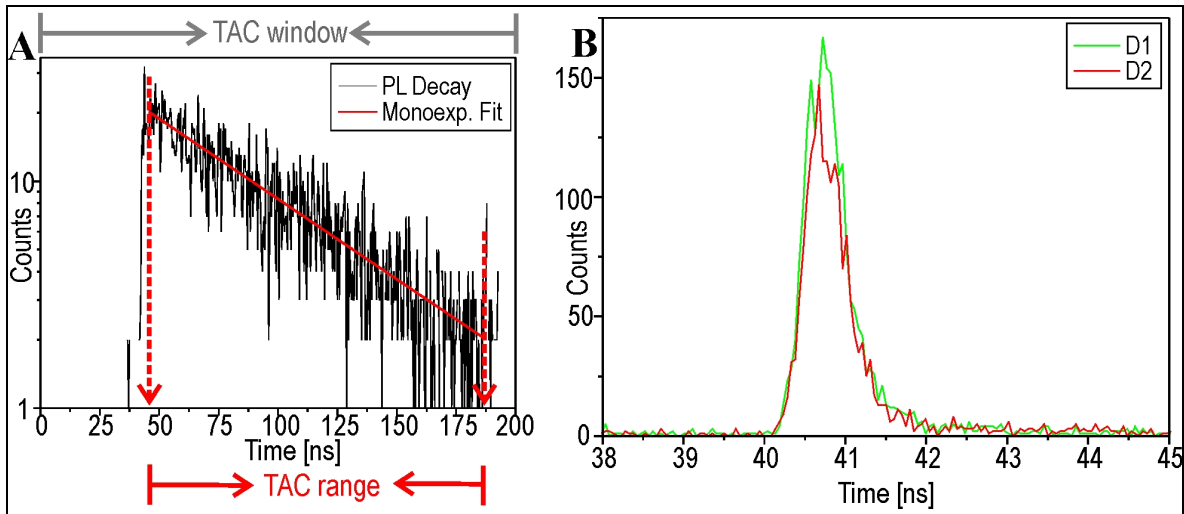 TAC window
A
PL Decay
Monoexp. Fit
Counts
10
1
0
25
50
75
100
125
150
175
200
Time [ns]
TAC range
B
D1
D2
Counts
150
100
50
0
38
39
40
41
42
43
44
45
Time [ns]